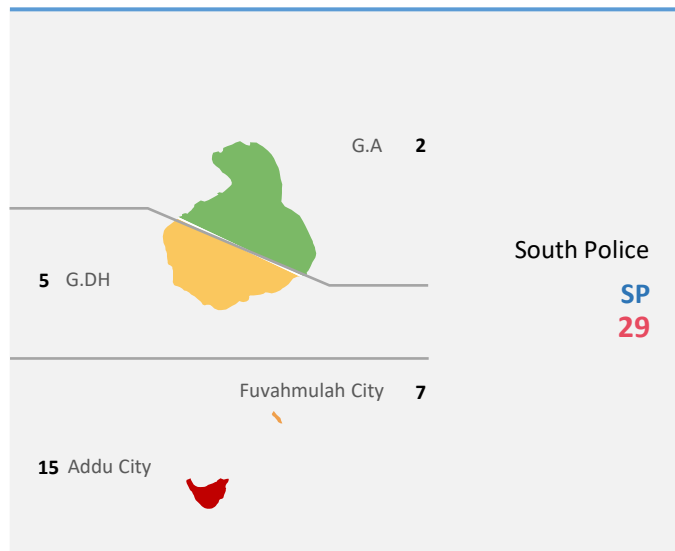 G.A 2
South Police
5 G.DH
SP
29
Fuvahmulah City 7
15 Addu City